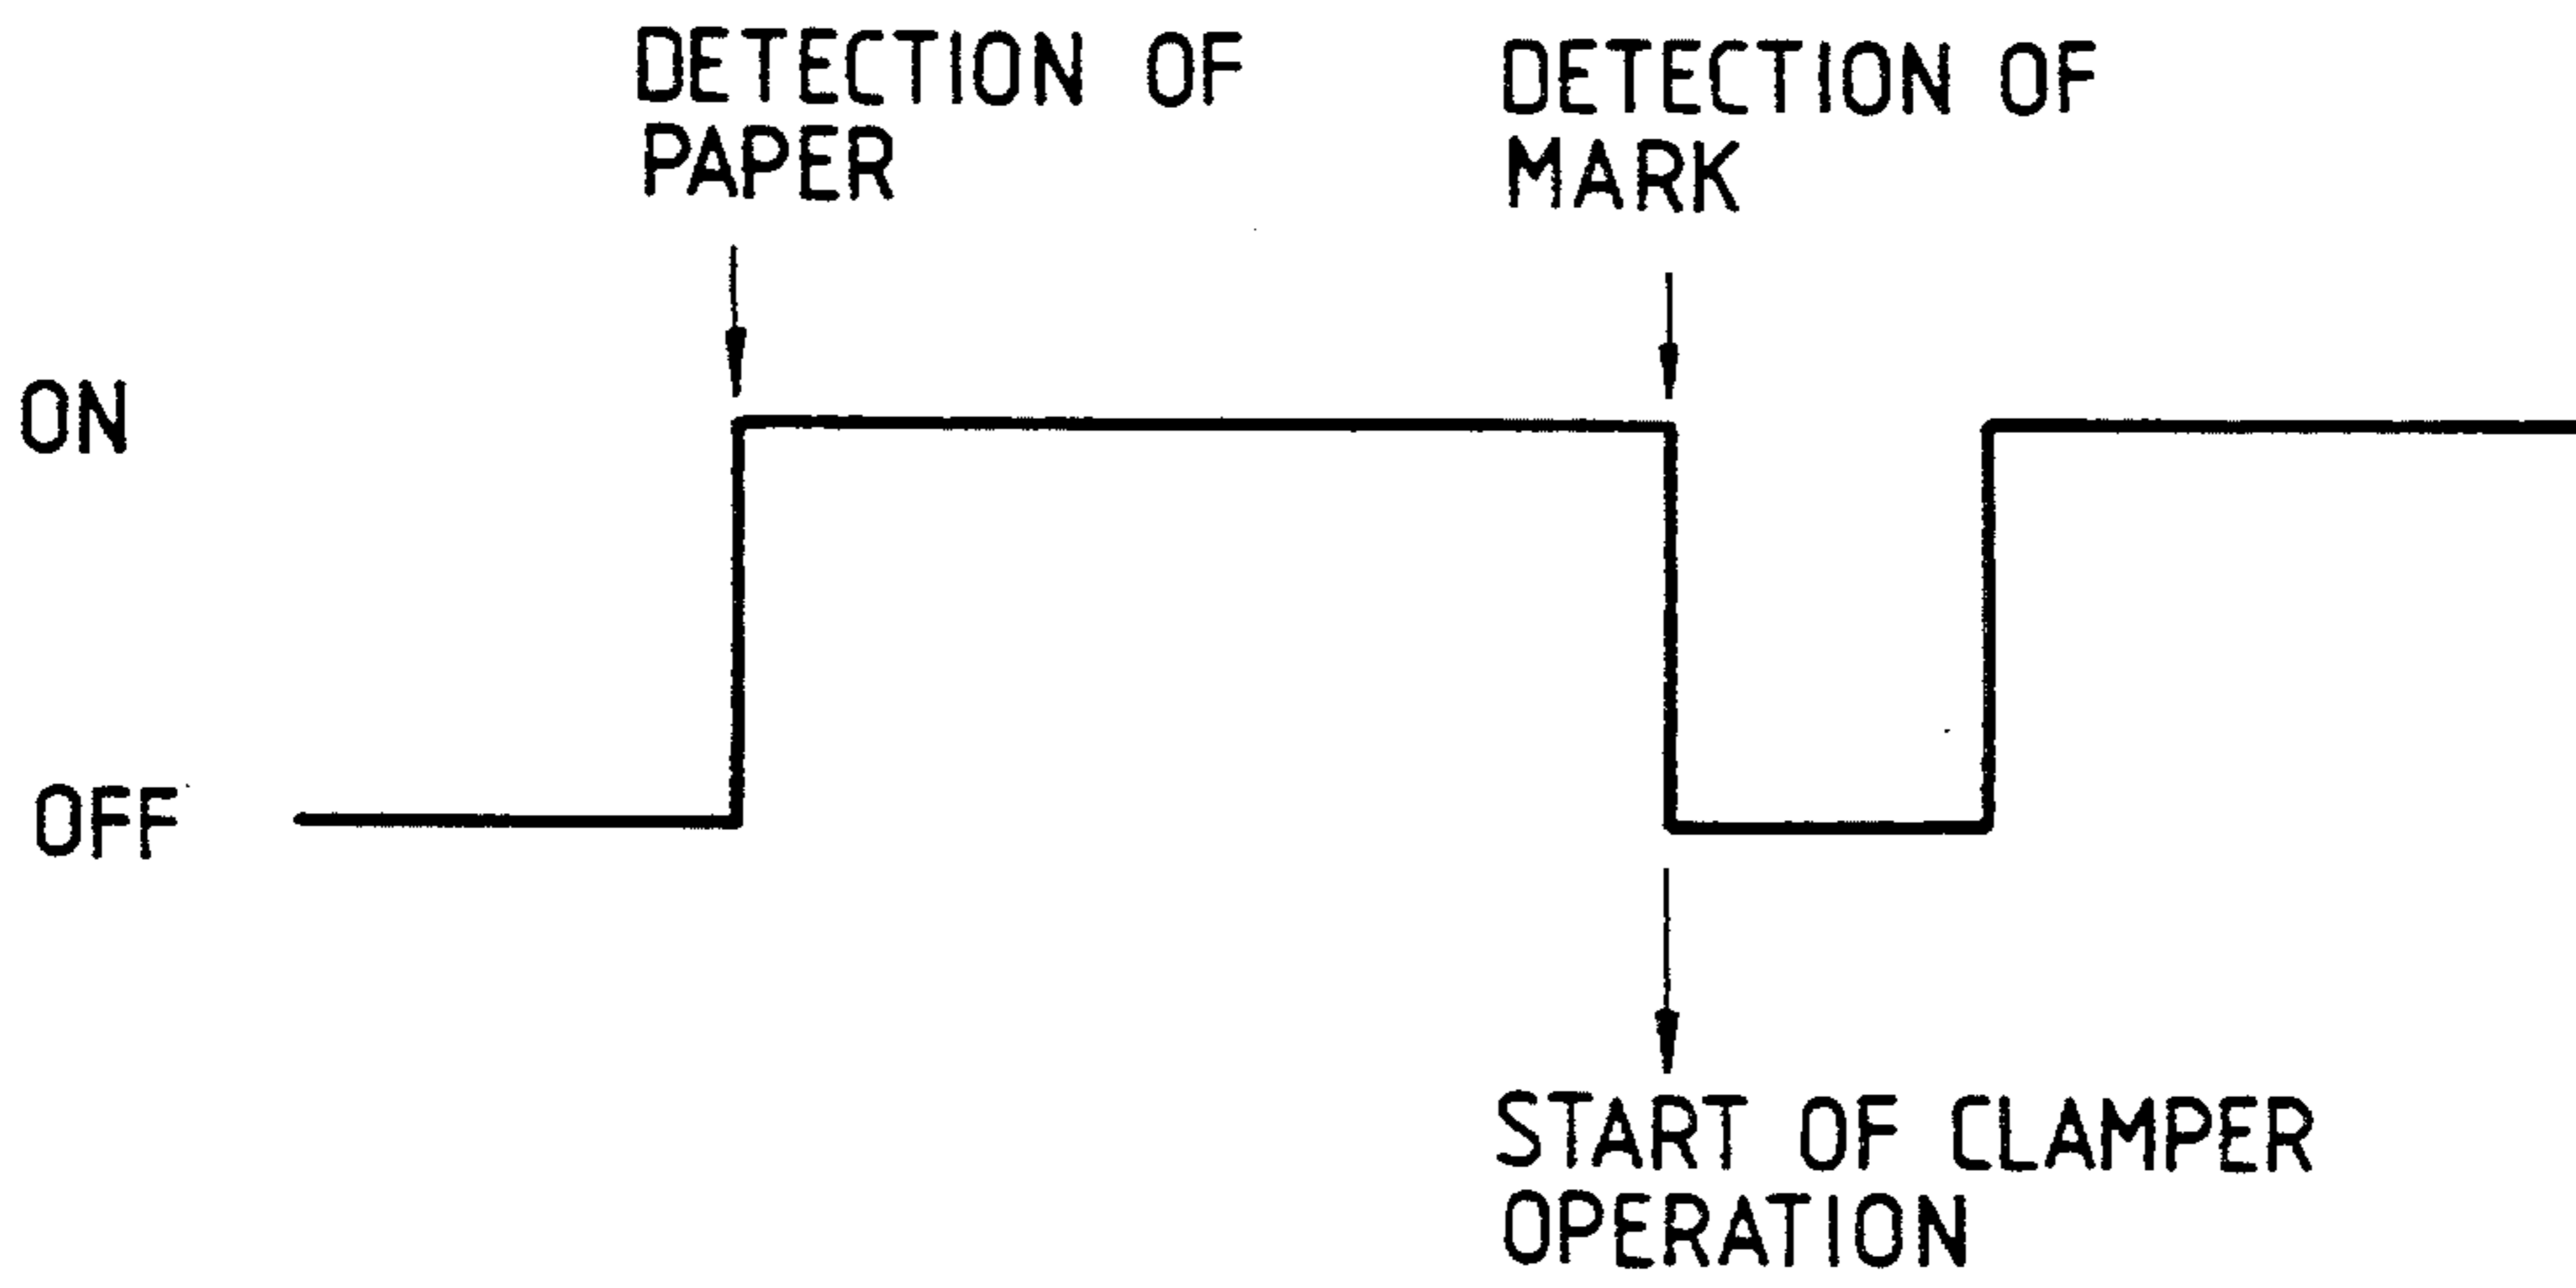 DETECTION OF
PAPER
DETECTION OF
MARK
ON
OFF
START OF CLAMPER
OPERATION